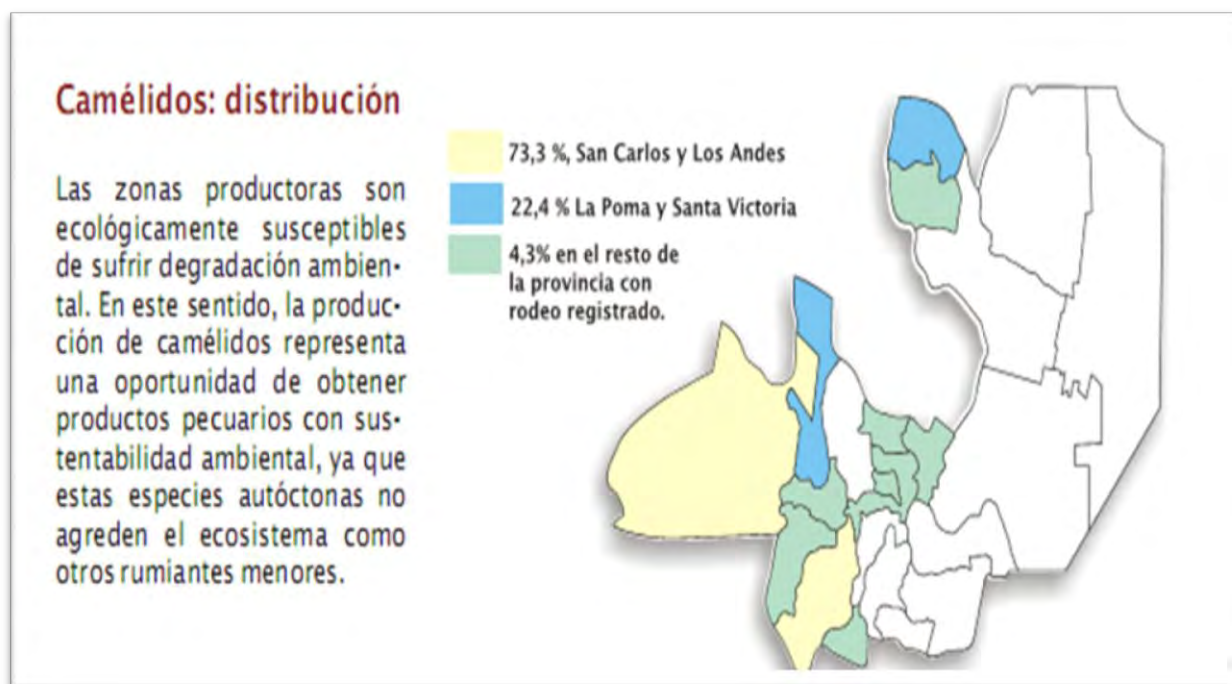 Camélidos: distribución
Las zonas productoras son
ecológicamente susceptibles
de sufrir degradación ambien-
tal. En este sentido, la produc-
ción de camélidos representa
una oportunidad de obtener
productos pecuarios con sus-
tentabilidad ambiental, ya que
estas especies autóctonas no
agreden el ecosistema como
otros rumiantes menores.
73,3 %, San Carlos y Los Andes
22,4 % La Poma y Santa Victoria
4,3% en el resto de
la provincia con
rodeo registrado.